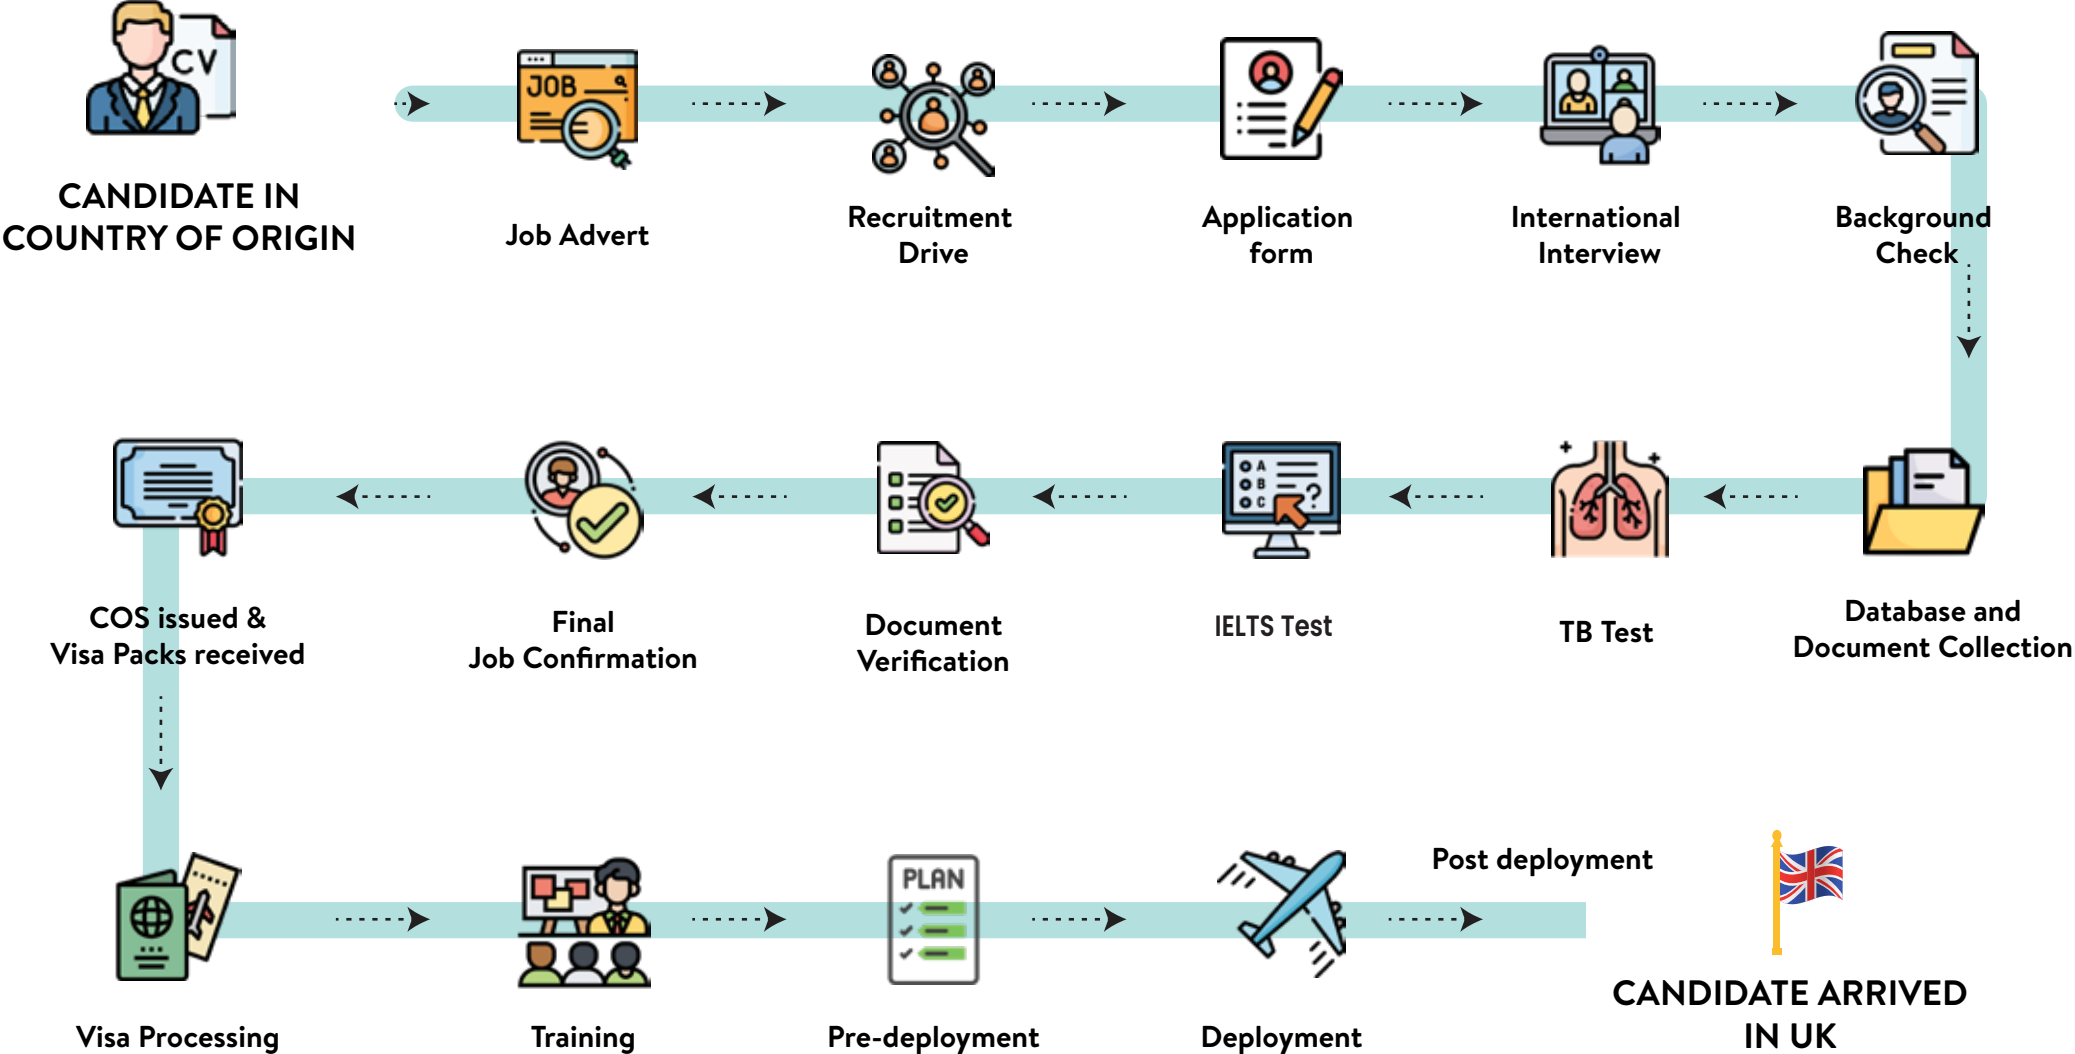 CV
CANDIDATE IN
COUNTRY OF ORIGIN
JOB
Job Advert
Recruitment
Drive
Application
form
International
Interview
Background
Check
Database and
Document Collection
TB Test
A
B
C
?
IELTS Test
Document
Verification
Final
Job Confirmation
COS issued &
Visa Packs received
Visa Processing
Training
PLAN
Pre-deployment
Deployment
Post deployment
CANDIDATE ARRIVED
IN UK